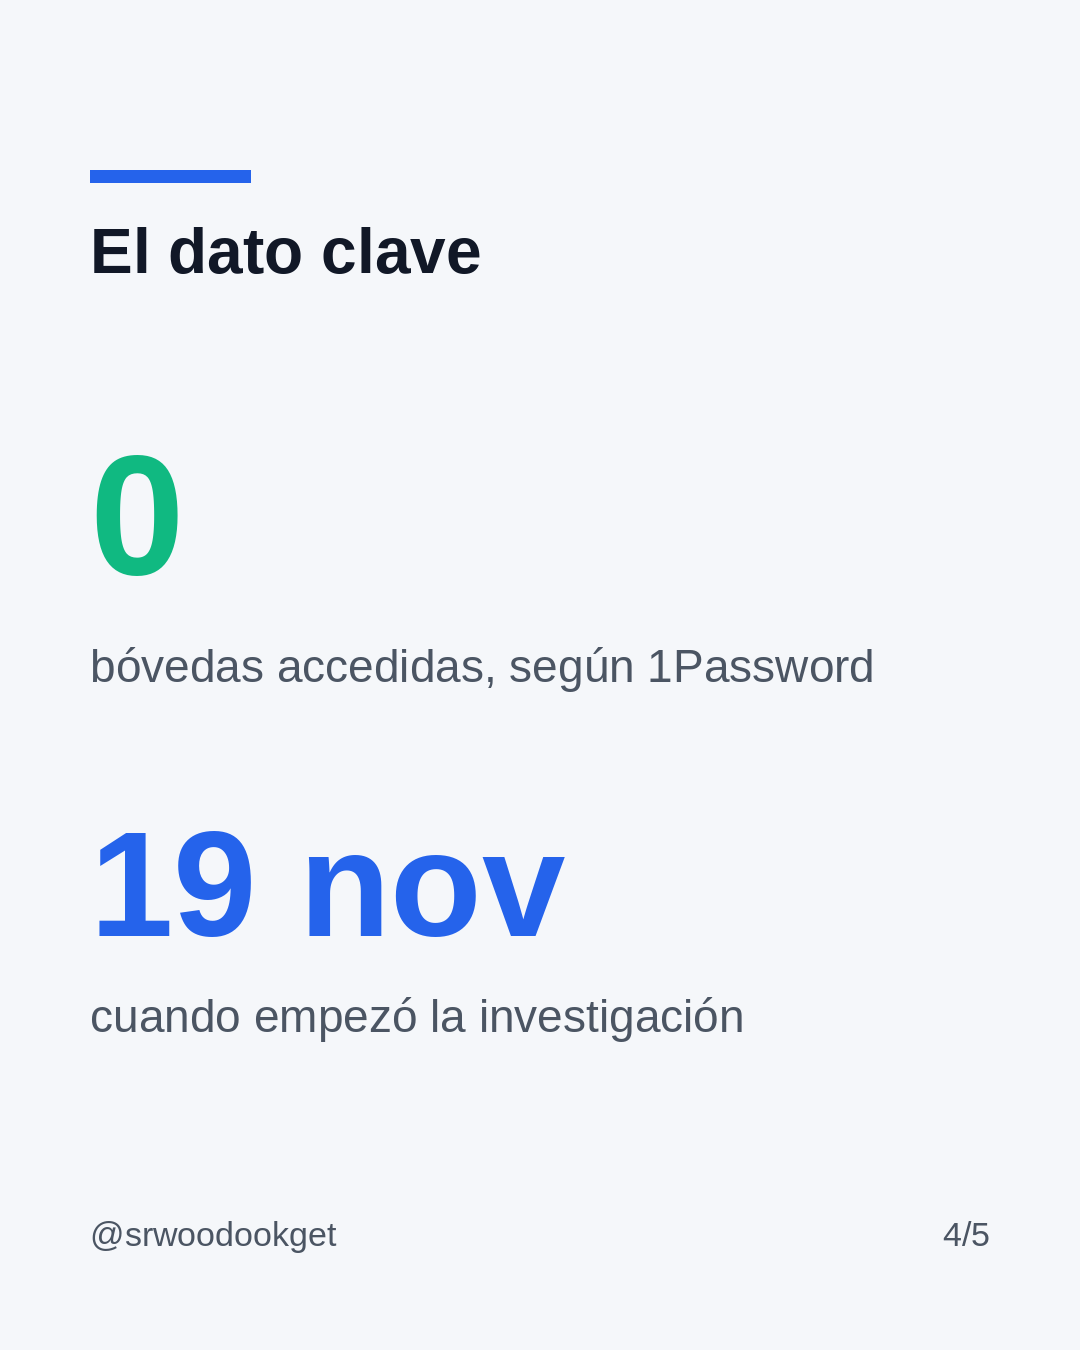 El dato clave
0
bóvedas accedidas, según 1Password
19 nov
cuando empezó la investigación
@srwoodookget
4/5